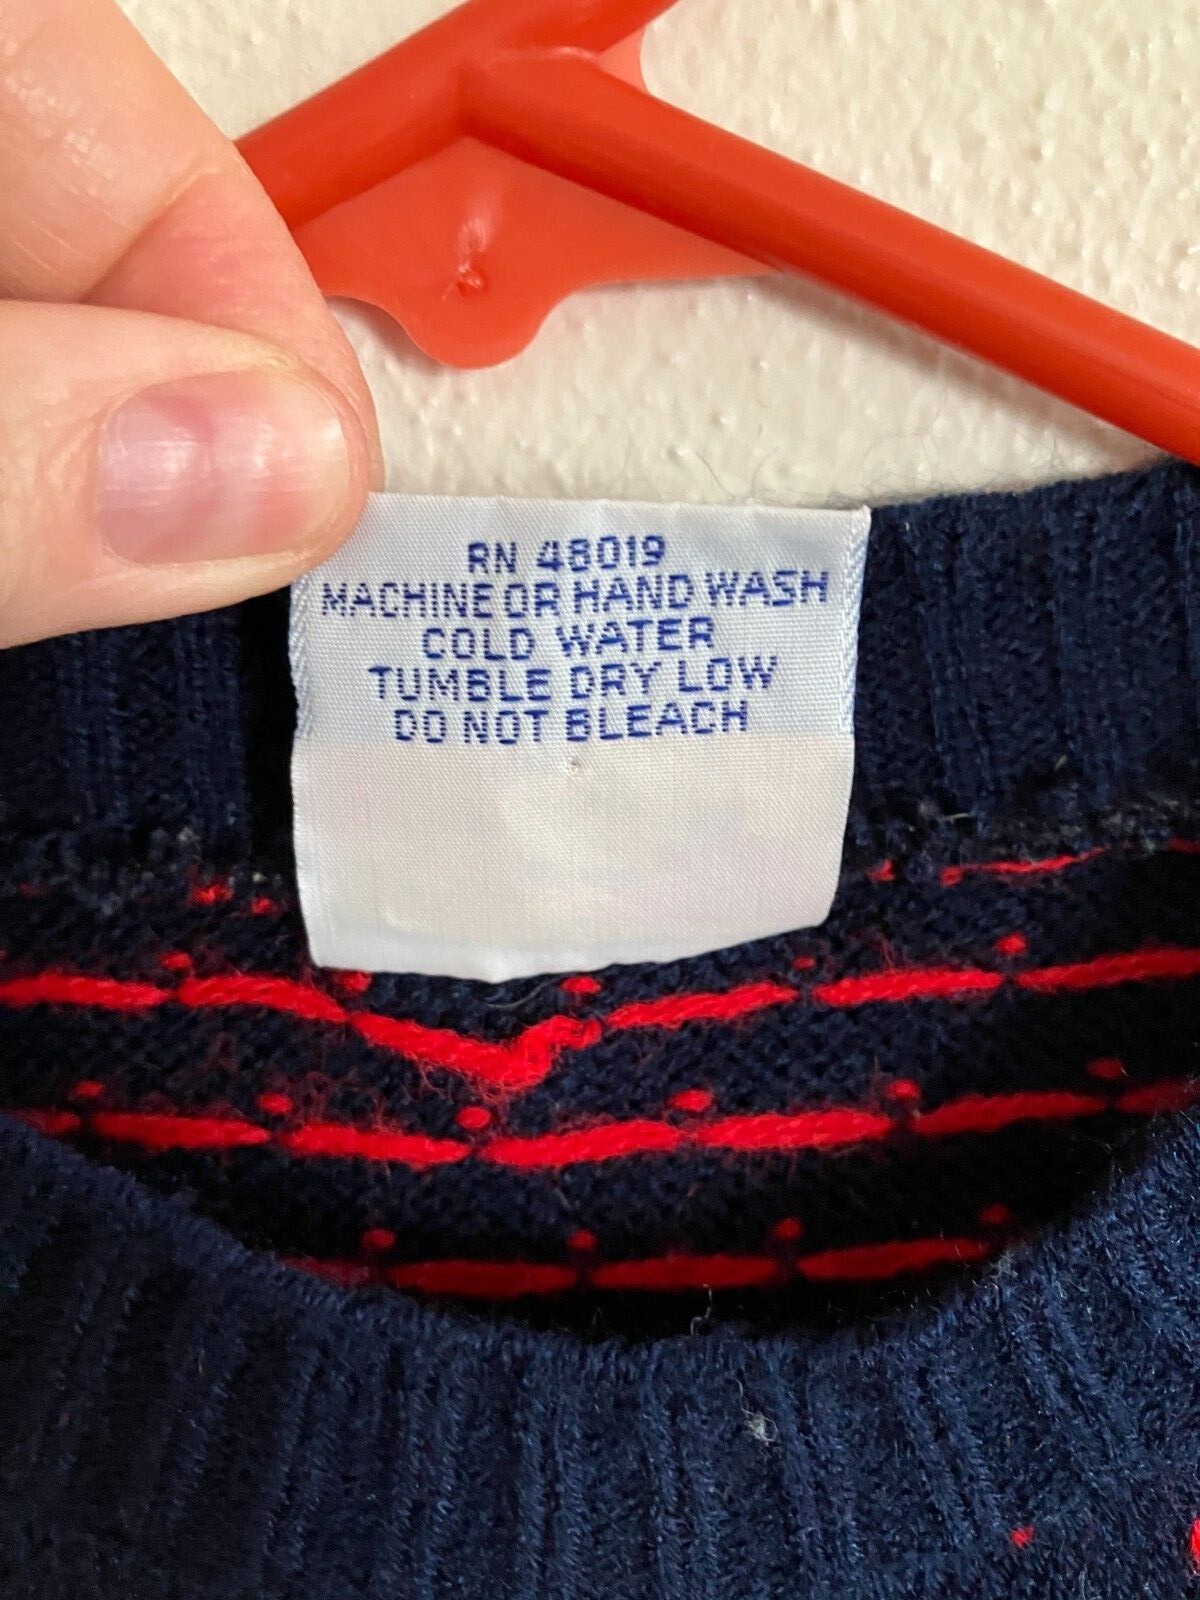 RN 48019
MACHINE OR HAND WASH
COLD WATER
TUMBLE DRY LOW
DO NOT BLEACH